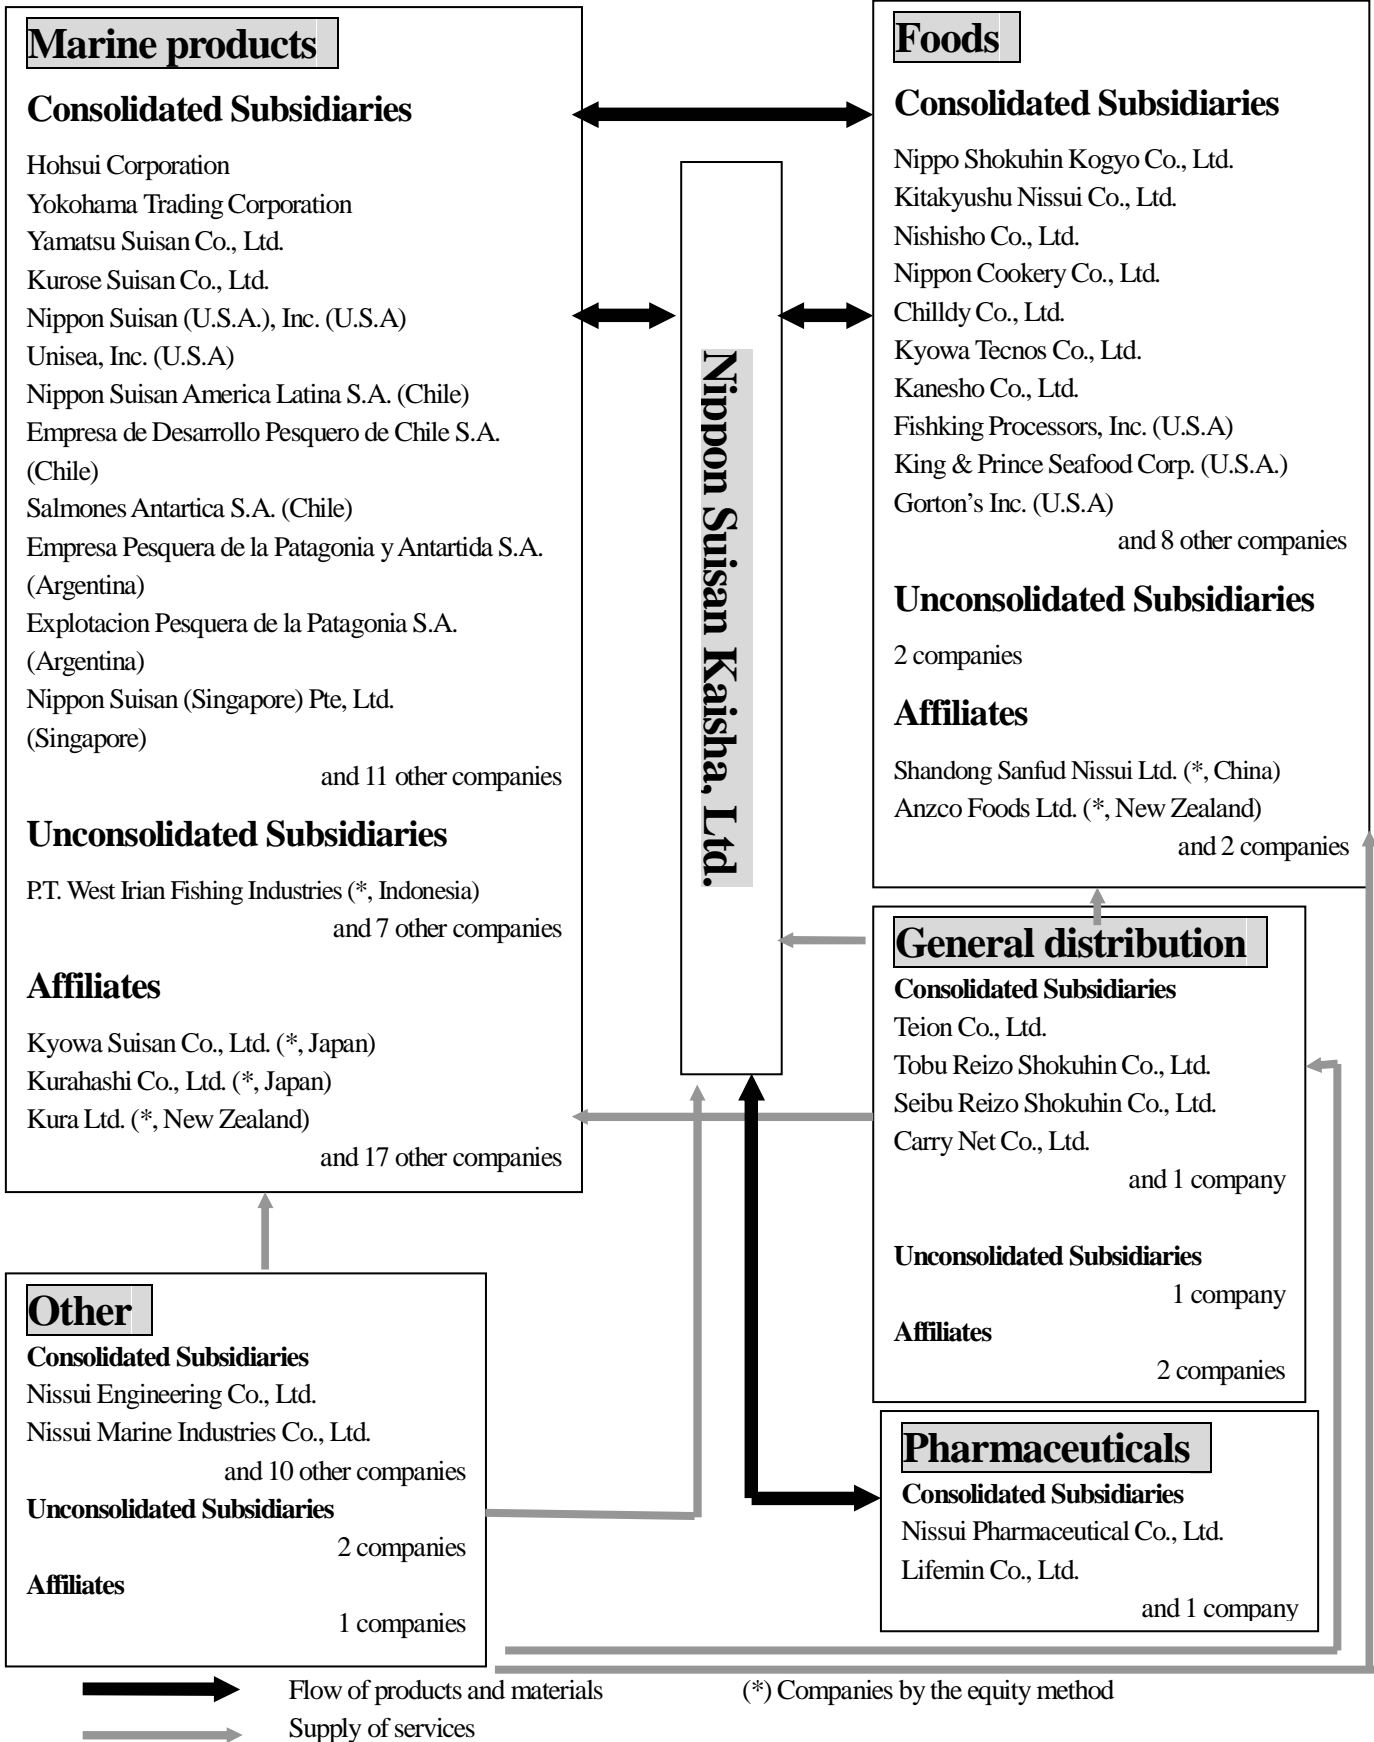 Marine products
Consolidated Subsidiaries
Hohsui Corporation
Yokohama Trading Corporation
Yamatsu Suisan Co., Ltd.
Kurose Suisan Co., Ltd.
Nippon Suisan (U.S.A.), Inc. (U.S.A)
Unisea, Inc. (U.S.A)
Nippon Suisan America Latina S.A. (Chile)
Empresa de Desarrollo Pesquero de Chile S.A.
(Chile)
Salmones Antartica S.A. (Chile)
Empresa Pesquera de la Patagonia y Antartida S.A.
(Argentina)
Explotacion Pesquera de la Patagonia S.A.
(Argentina)
Nippon Suisan (Singapore) Pte, Ltd.
(Singapore)
and 11 other companies
Unconsolidated Subsidiaries
P.T. West Irian Fishing Industries (*, Indonesia)
and 7 other companies
Affiliates
Kyowa Suisan Co., Ltd. (*, Japan)
Kurahashi Co., Ltd. (*, Japan)
Kura Ltd. (*, New Zealand)
and 17 other companies
Nippon Suisan Kaisha, Ltd.
Foods
Consolidated Subsidiaries
Nippo Shokuhin Kogyo Co., Ltd.
Kitakyushu Nissui Co., Ltd.
Nishisho Co., Ltd.
Nippon Cookery Co., Ltd.
Chilldy Co., Ltd.
Kyowa Tecnos Co., Ltd.
Kanesho Co., Ltd.
Fishking Processors, Inc. (U.S.A)
King & Prince Seafood Corp. (U.S.A.)
Gorton’s Inc. (U.S.A)
and 8 other companies
Unconsolidated Subsidiaries
2 companies
Affiliates
Shandong Sanfud Nissui Ltd. (*, China)
Anzco Foods Ltd. (*, New Zealand)
and 2 companies
General distribution
Consolidated Subsidiaries
Teion Co., Ltd.
Tobu Reizo Shokuhin Co., Ltd.
Seibu Reizo Shokuhin Co., Ltd.
Carry Net Co., Ltd.
and 1 company
Unconsolidated Subsidiaries
1 company
Affiliates
2 companies
Other
Consolidated Subsidiaries
Nissui Engineering Co., Ltd.
Nissui Marine Industries Co., Ltd.
and 10 other companies
Unconsolidated Subsidiaries
2 companies
Affiliates
1 companies
Pharmaceuticals
Consolidated Subsidiaries
Nissui Pharmaceutical Co., Ltd.
Lifemin Co., Ltd.
and 1 company
Flow of products and materials
(*) Companies by the equity method
Supply of services